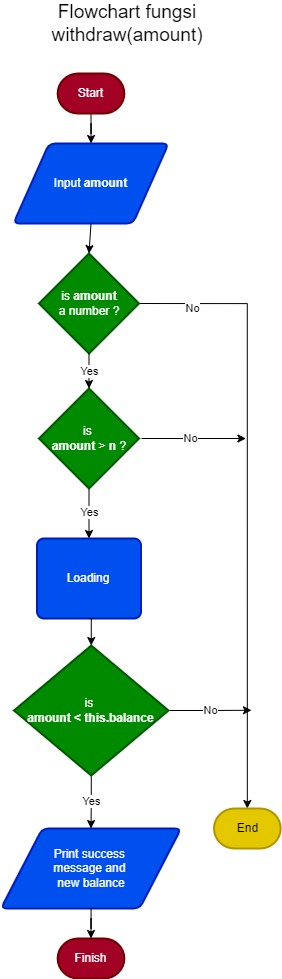 Flowchart fungsi
withdraw(amount)
Start
Input amount
is amount
a number ?
No
Yes
is
amount > n ?
No
Yes
Loading
is
amount < this.balance
No
Yes
End
Print success
message and
new balance
Finish